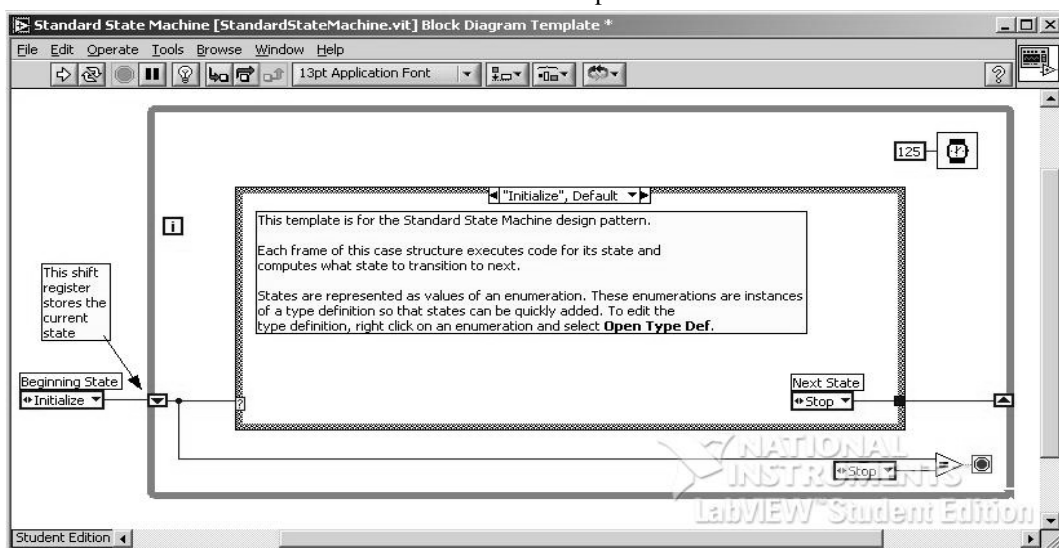 Standard State Machine [StandardStateMachine.vit] Block Diagram Template *
File Edit Operate Tools Browse Window Help
13pt Application Font
125
"Initialize", Default
i
This template is for the Standard State Machine design pattern.
Each frame of this case structure executes code for its state and
computes what state to transition to next.
States are represented as values of an enumeration. These enumerations are instances
of a type definition so that states can be quickly added. To edit the
type definition, right click on an enumeration and select Open Type Def.
This shift
register
stores the
current
state
Beginning State
Initialize
?
Next State
Stop
Stop
=
NATIONAL
INSTRUMENTS
LabVIEW™ Student Edition
Student Edition